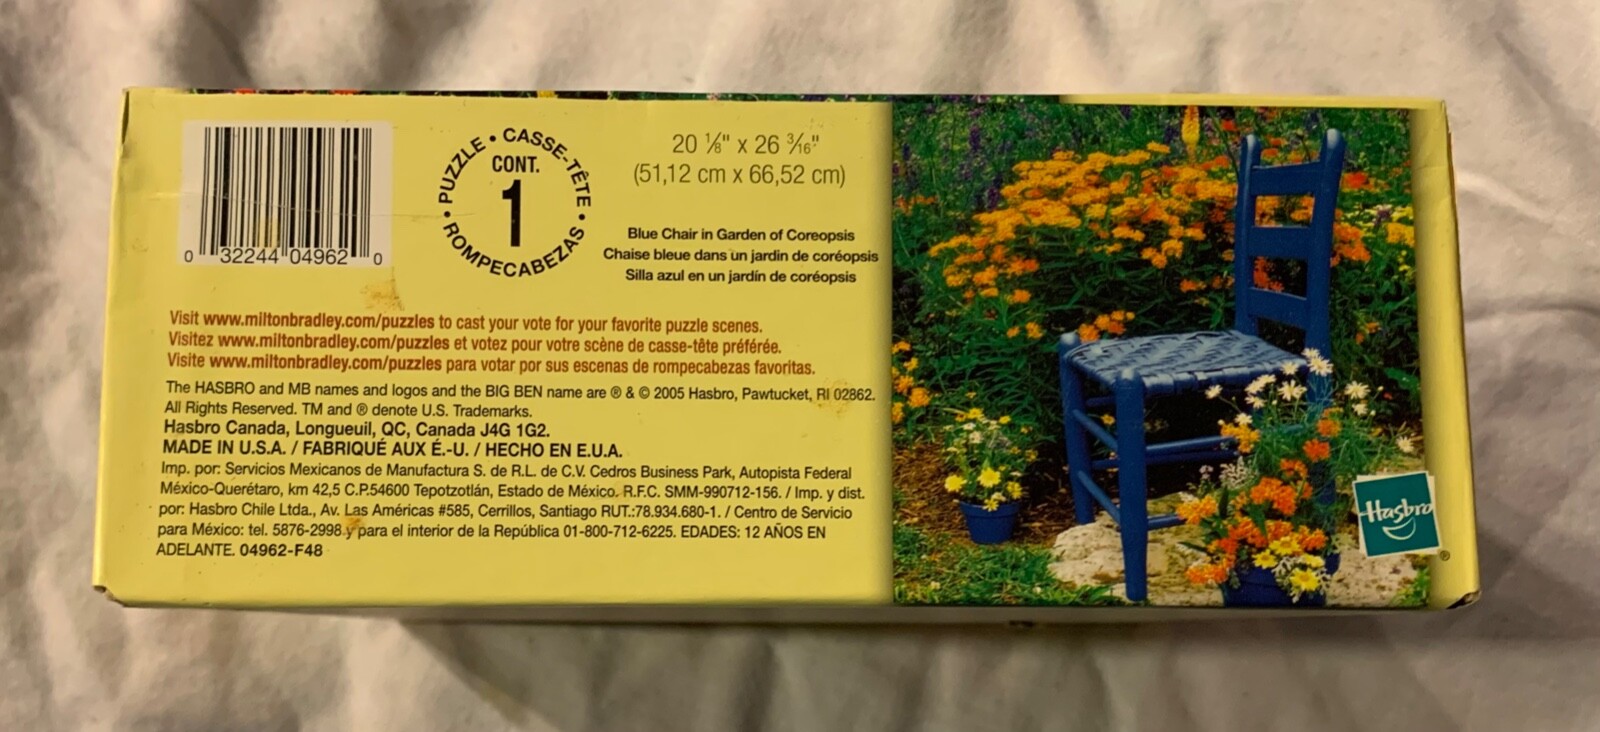 0 32244 04962 0
PUZZLE • CASSE-TÊTE • ROMPECABEZAS •
CONT.
1
20 ⅛" x 26 3⁄16"
(51,12 cm x 66,52 cm)
Blue Chair in Garden of Coreopsis
Chaise bleue dans un jardin de coréopsis
Silla azul en un jardín de coréopsis
Visit www.miltonbradley.com/puzzles to cast your vote for your favorite puzzle scenes.
Visitez www.miltonbradley.com/puzzles et votez pour votre scène de casse-tête préférée.
Visite www.miltonbradley.com/puzzles para votar por sus escenas de rompecabezas favoritas.
The HASBRO and MB names and logos and the BIG BEN name are ® & © 2005 Hasbro, Pawtucket, RI 02862.
All Rights Reserved. TM and ® denote U.S. Trademarks.
Hasbro Canada, Longueuil, QC, Canada J4G 1G2.
MADE IN U.S.A. / FABRIQUÉ AUX É.-U. / HECHO EN E.U.A.
Imp. por: Servicios Mexicanos de Manufactura S. de R.L. de C.V. Cedros Business Park, Autopista Federal
México-Querétaro, km 42,5 C.P.54600 Tepotzotlán, Estado de México. R.F.C. SMM-990712-156. / Imp. y dist.
por: Hasbro Chile Ltda., Av. Las Américas #585, Cerrillos, Santiago RUT.:78.934.680-1. / Centro de Servicio
para México: tel. 5876-2998 y para el interior de la República 01-800-712-6225. EDADES: 12 AÑOS EN
ADELANTE. 04962-F48
Hasbro
®